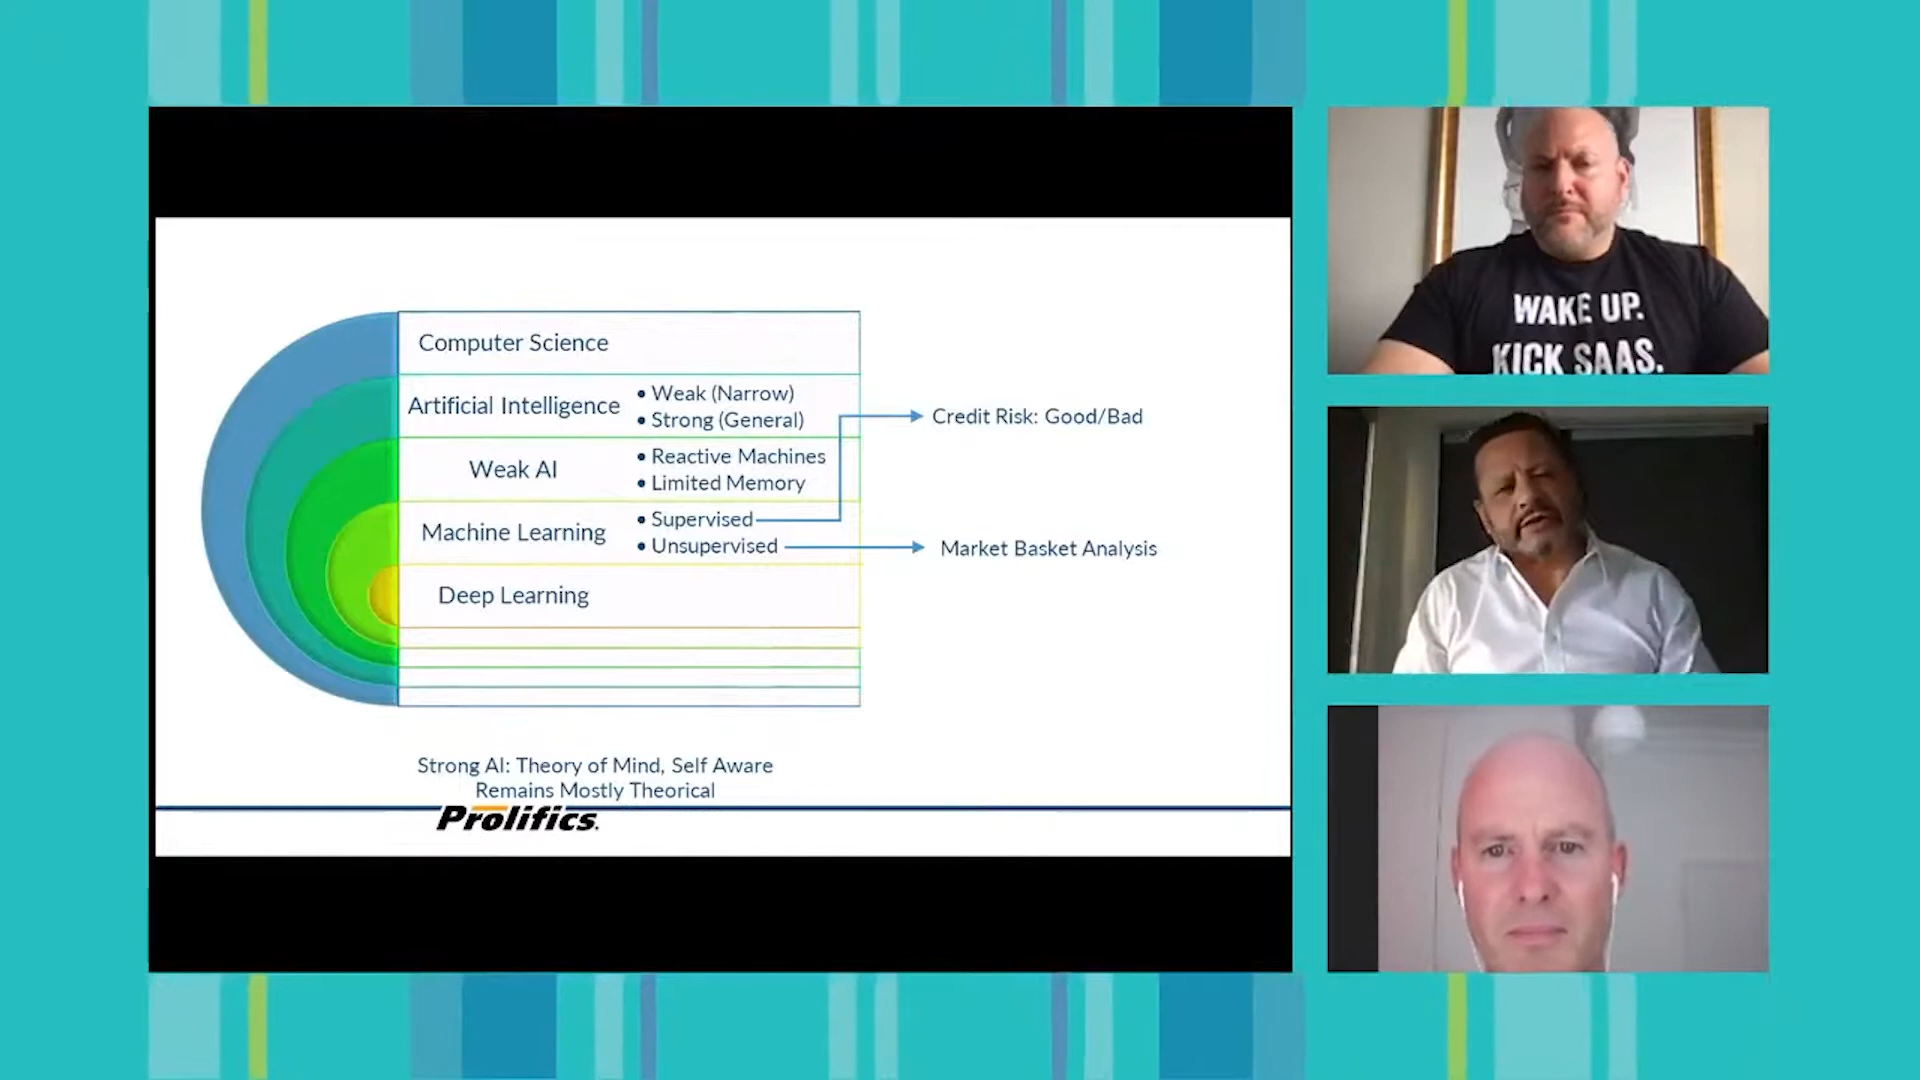 Computer Science
Artificial Intelligence
• Weak (Narrow)
• Strong (General)
Weak AI
• Reactive Machines
• Limited Memory
Machine Learning
• Supervised
• Unsupervised
Deep Learning
Credit Risk: Good/Bad
Market Basket Analysis
Strong AI: Theory of Mind, Self Aware
Remains Mostly Theorical
Prolifics.
WAKE UP.
KICK SAAS.